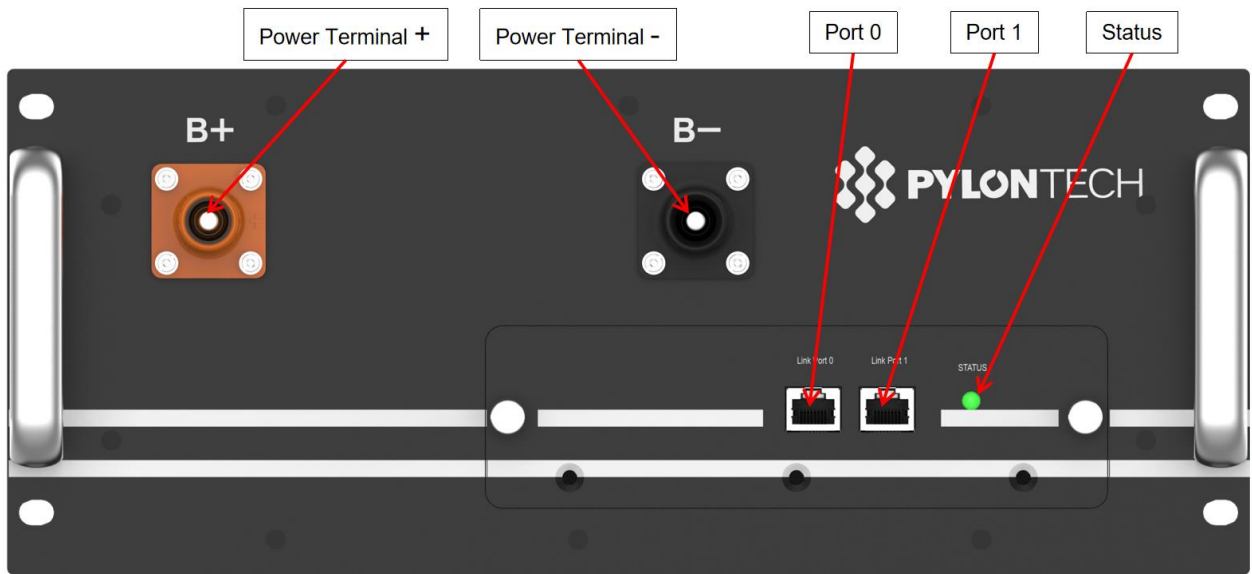 Power Terminal +
Power Terminal -
Port 0
Port 1
Status
B+
B−
PYLONTECH
Link Port 0
Link Port 1
STATUS